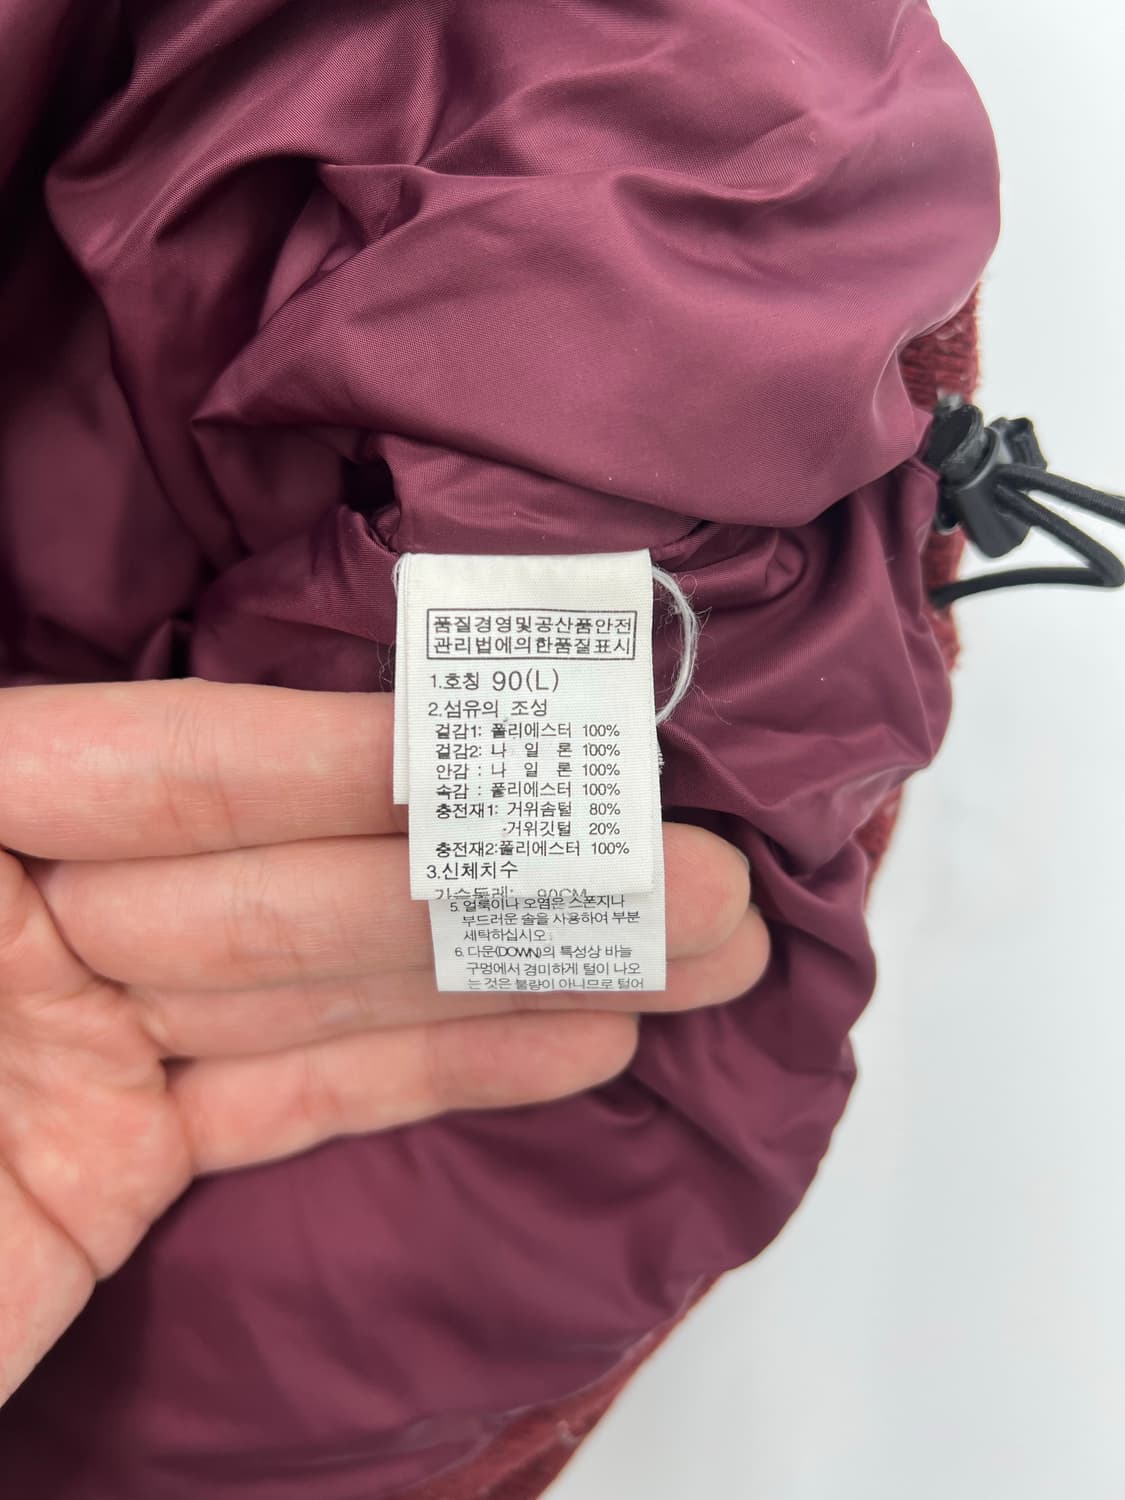 품질경영및공산품안전
관리법에의한품질표시
1.호칭 90(L)
2.섬유의 조성
겉감1: 폴리에스터 100%
겉감2: 나 일 론 100%
안감 : 나 일 론 100%
속감 : 폴리에스터 100%
충전재1: 거위솜털 80%
거위깃털 20%
충전재2:폴리에스터 100%
3.신체치수
가슴둘레: 90CM
5. 얼룩이나 오염은 스폰지나
부드러운 솔을 사용하여 부분
세탁하십시오.
6. 다운(DOWN)의 특성상 바늘
구멍에서 경미하게 털이 나오
는 것은 불량이 아니므로 털어